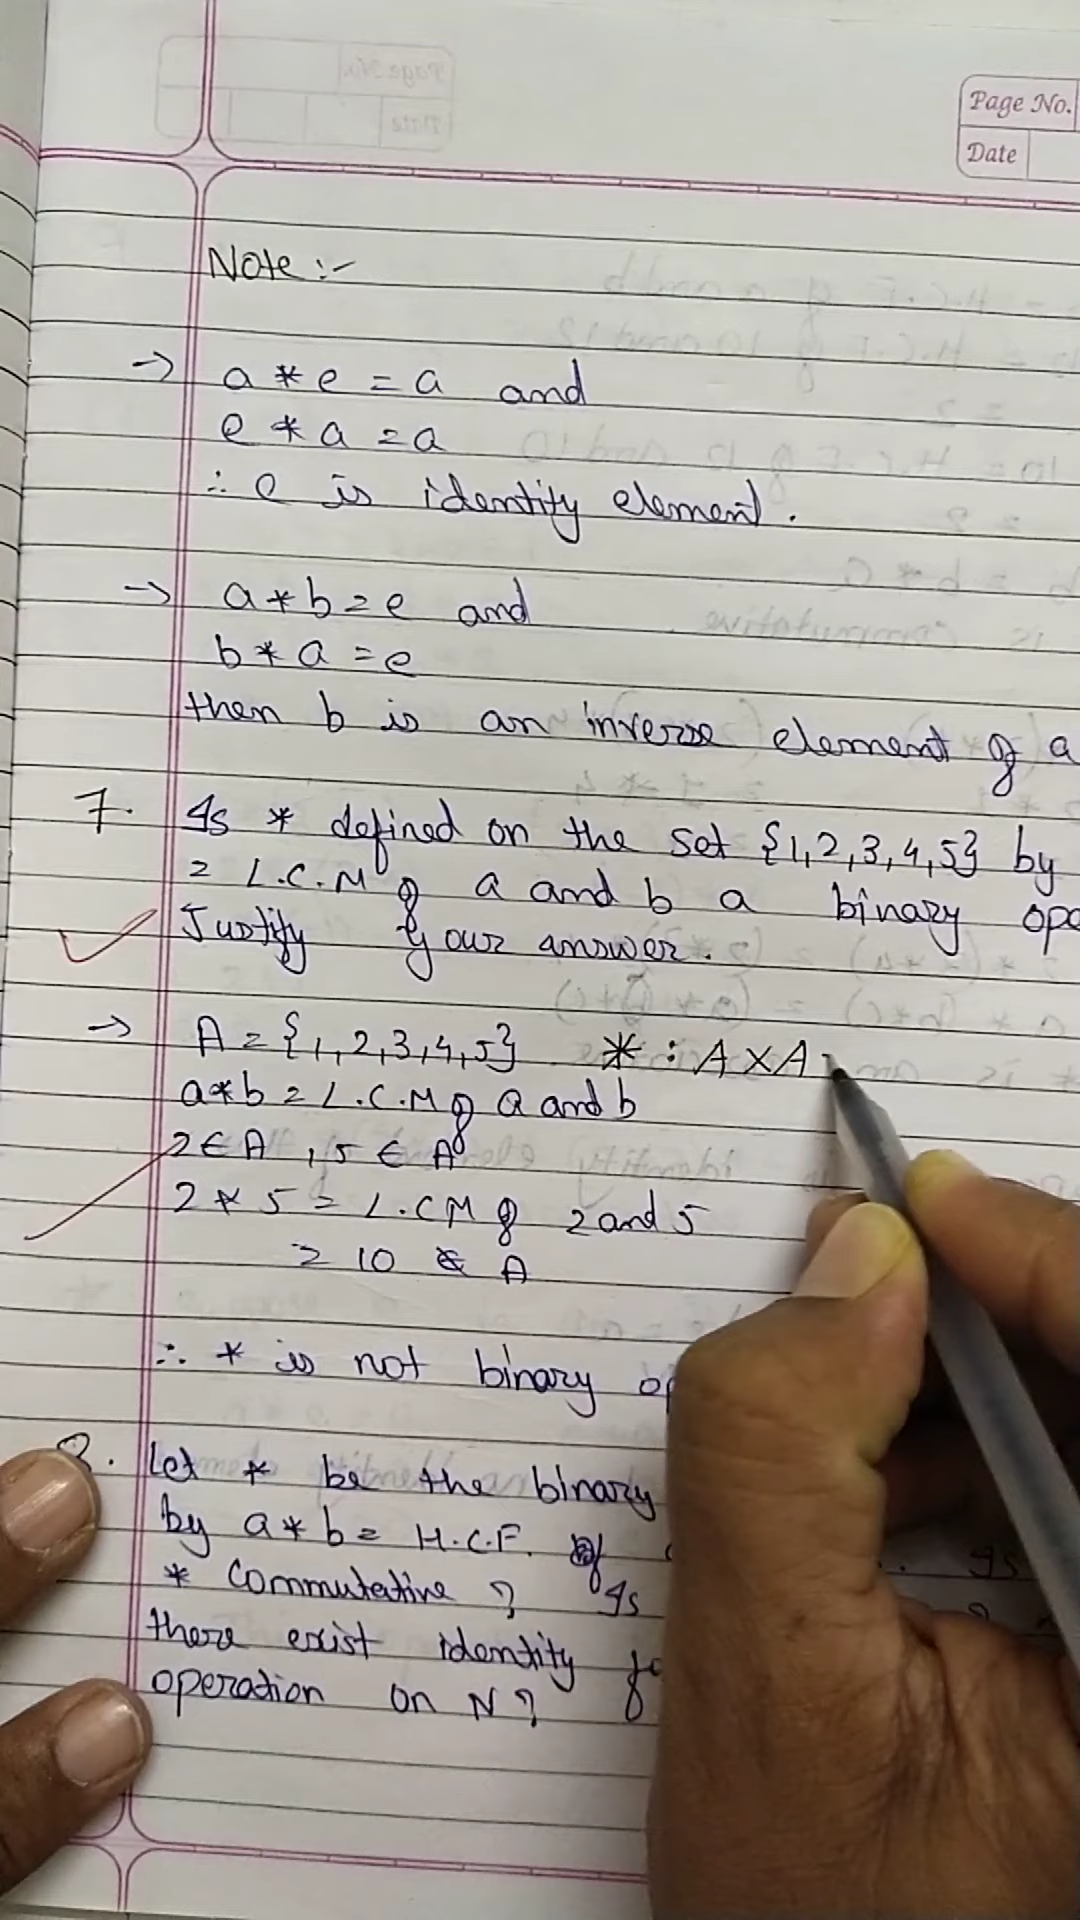 Page No.
Date
Note :-
→ a * e = a and
e * a = a
∴ e is identity element.
→ a * b = e and
b * a = e
then b is an inverse element of a
7. Is * defined on the set {1,2,3,4,5} by
= L.C.M of a and b a binary ope
Justify your answer.
→ A = {1,2,3,4,5} * : A×A
a*b = L.C.M of a and b
2 ∈ A , 5 ∈ A
2 * 5 = L.CM of 2 and 5
= 10 ∉ A
∴ * is not binary
8. Let * be the binary
by a * b = H.C.F. of Is
* commutative ? Is
there exist identity
operation on N?